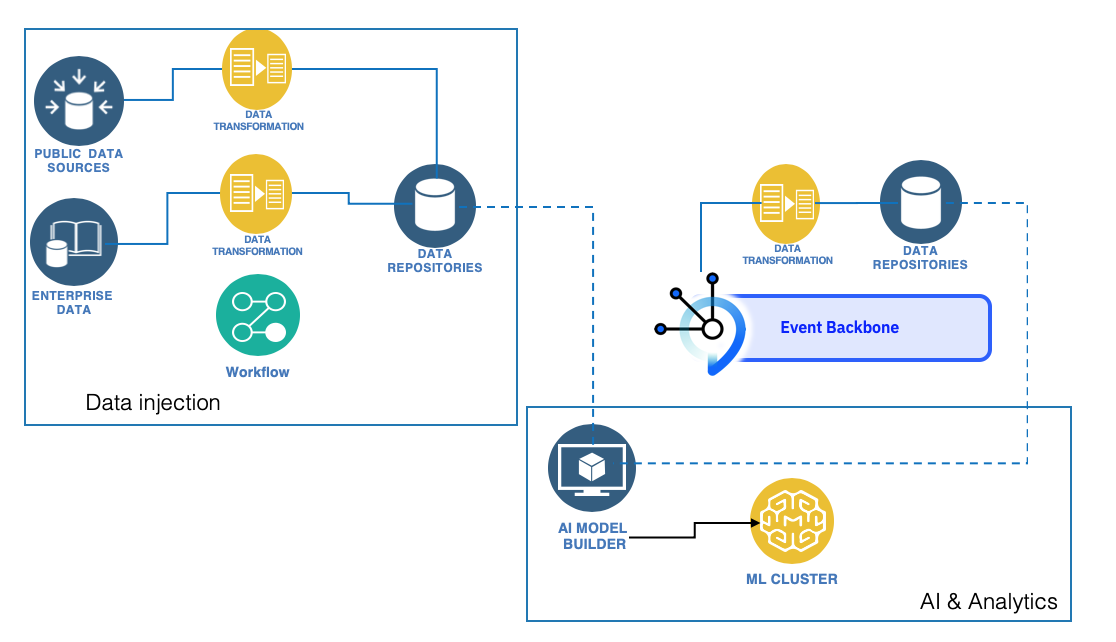 DATA
TRANSFORMATION
PUBLIC DATA
SOURCES
DATA
TRANSFORMATION
DATA
REPOSITORIES
ENTERPRISE
DATA
Workflow
Data injection
DATA
TRANSFORMATION
DATA
REPOSITORIES
Event Backbone
AI MODEL
BUILDER
ML CLUSTER
AI & Analytics